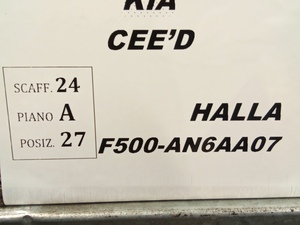 KIA
CEE'D
SCAFF. 24
PIANO A
POSIZ. 27
HALLA
F500-AN6AA07